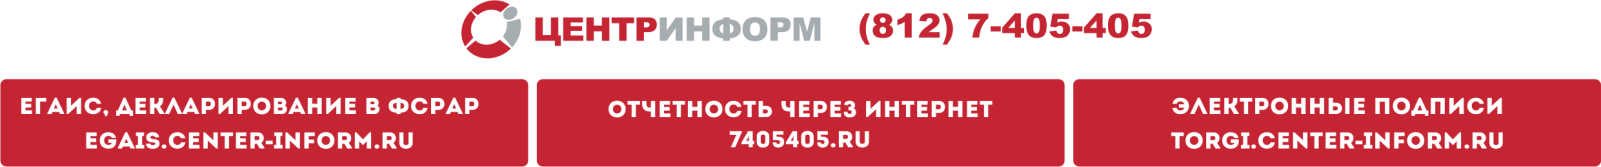 ЦЕНТРИНФОРМ (812) 7-405-405
ЕГАИС, ДЕКЛАРИРОВАНИЕ В ФСРАР
EGAIS.CENTER-INFORM.RU
ОТЧЕТНОСТЬ ЧЕРЕЗ ИНТЕРНЕТ
7405405.RU
ЭЛЕКТРОННЫЕ ПОДПИСИ
TORGI.CENTER-INFORM.RU